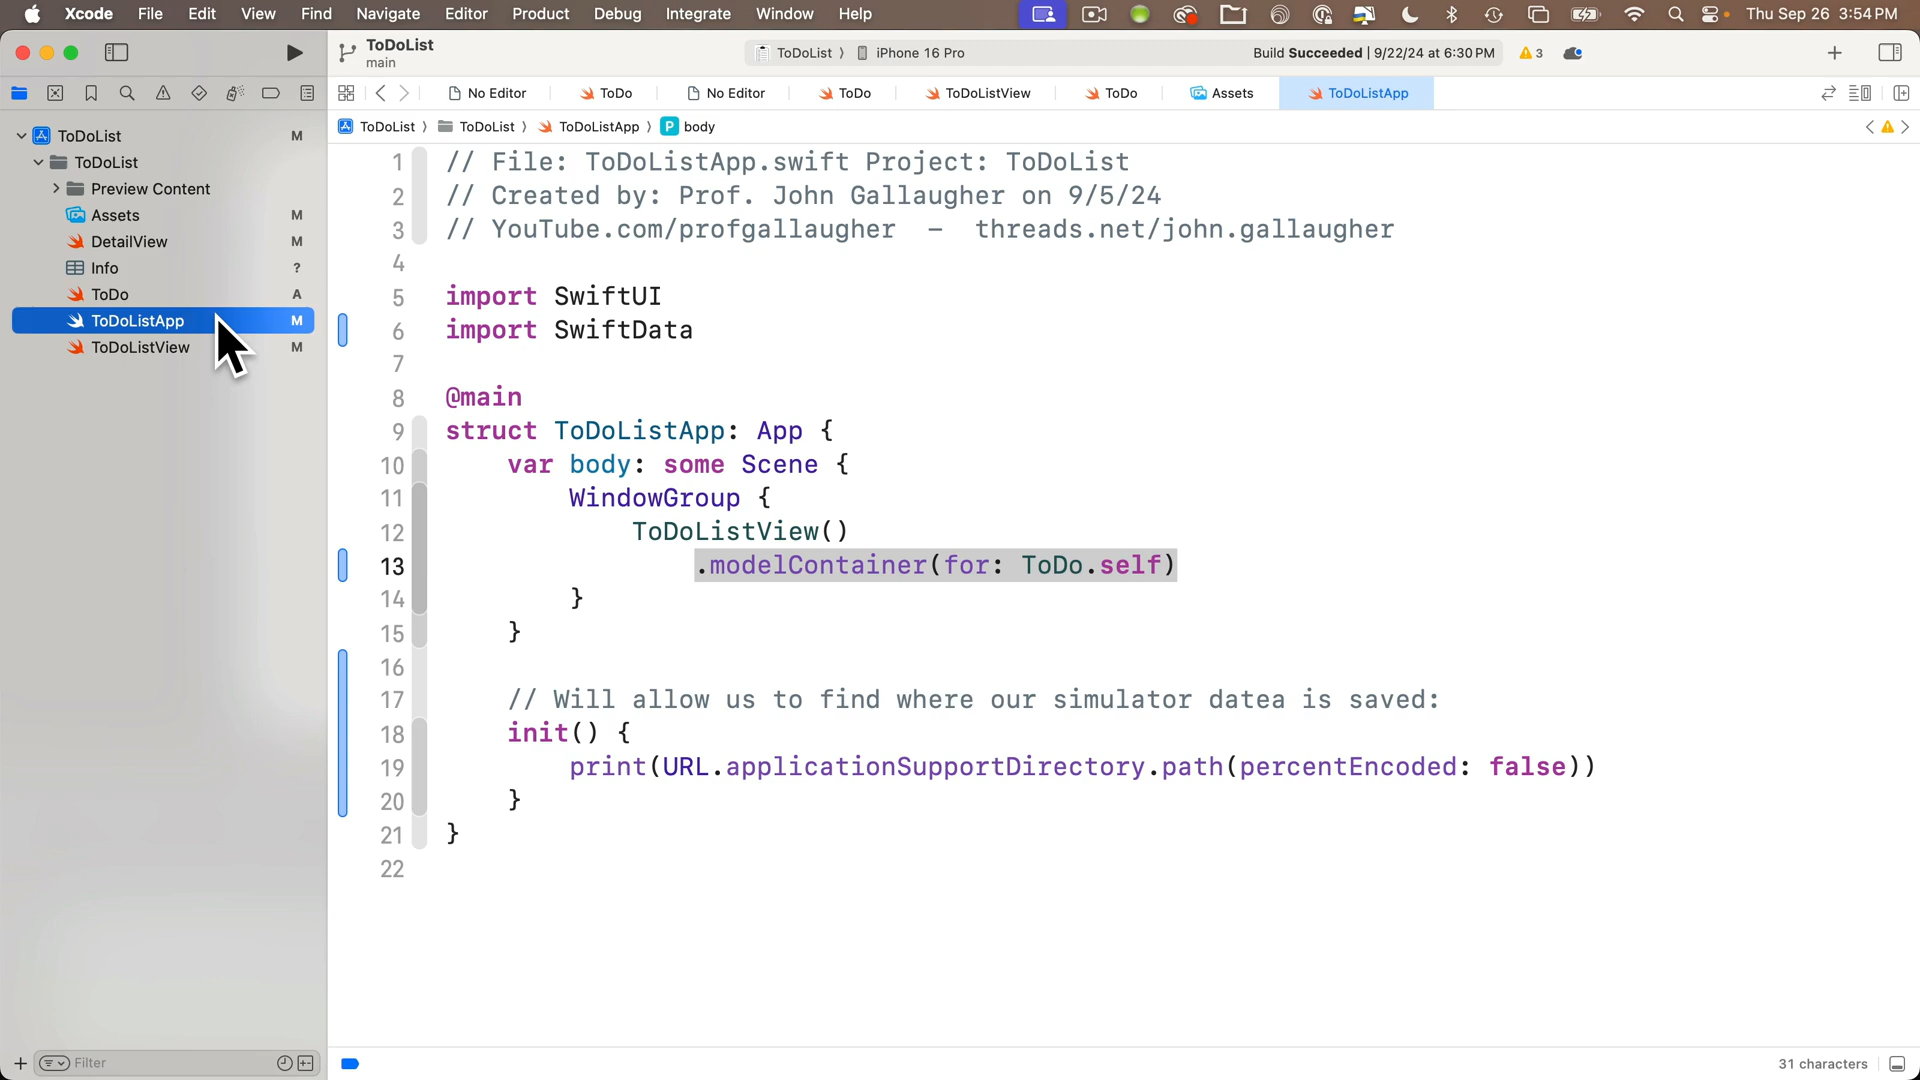 Xcode File Edit View Find Navigate Editor Product Debug Integrate Window Help Thu Sep 26 3:54 PM
ToDoList
main
ToDoList 〉 iPhone 16 Pro Build Succeeded | 9/22/24 at 6:30 PM 3
No Editor ToDo No Editor ToDo ToDoListView ToDo Assets ToDoListApp
ToDoList 〉 ToDoList 〉 ToDoListApp 〉 P body
ToDoList M
ToDoList
Preview Content
Assets M
DetailView M
Info ?
ToDo A
ToDoListApp M
ToDoListView M
1 // File: ToDoListApp.swift Project: ToDoList
2 // Created by: Prof. John Gallaugher on 9/5/24
3 // YouTube.com/profgallaugher – threads.net/john.gallaugher
4
5 import SwiftUI
6 import SwiftData
7
8 @main
9 struct ToDoListApp: App {
10 var body: some Scene {
11 WindowGroup {
12 ToDoListView()
13 .modelContainer(for: ToDo.self)
14 }
15 }
16
17 // Will allow us to find where our simulator datea is saved:
18 init() {
19 print(URL.applicationSupportDirectory.path(percentEncoded: false))
20 }
21 }
22
Filter
31 characters